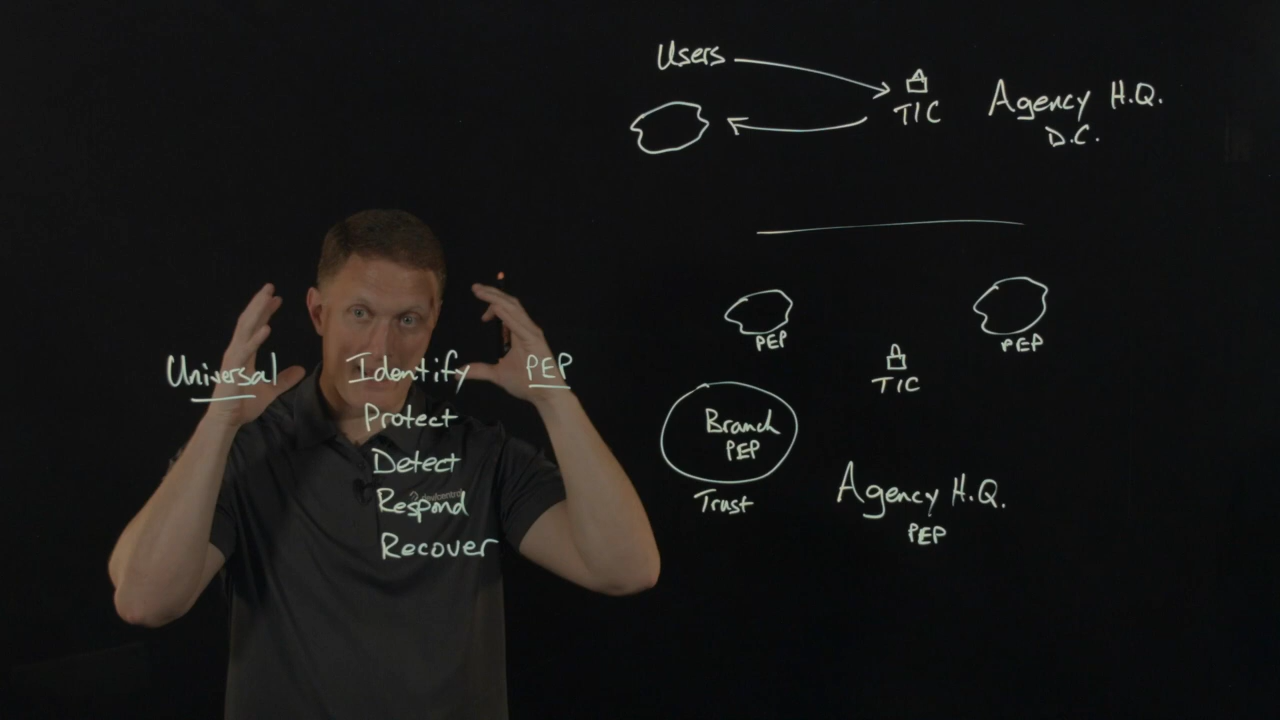 Users
TIC
Agency H.Q.
D.C.
PEP
PEP
TIC
Universal Identify PEP
Protect
Detect
Respond
Recover
Branch
PEP
Trust
Agency H.Q.
PEP